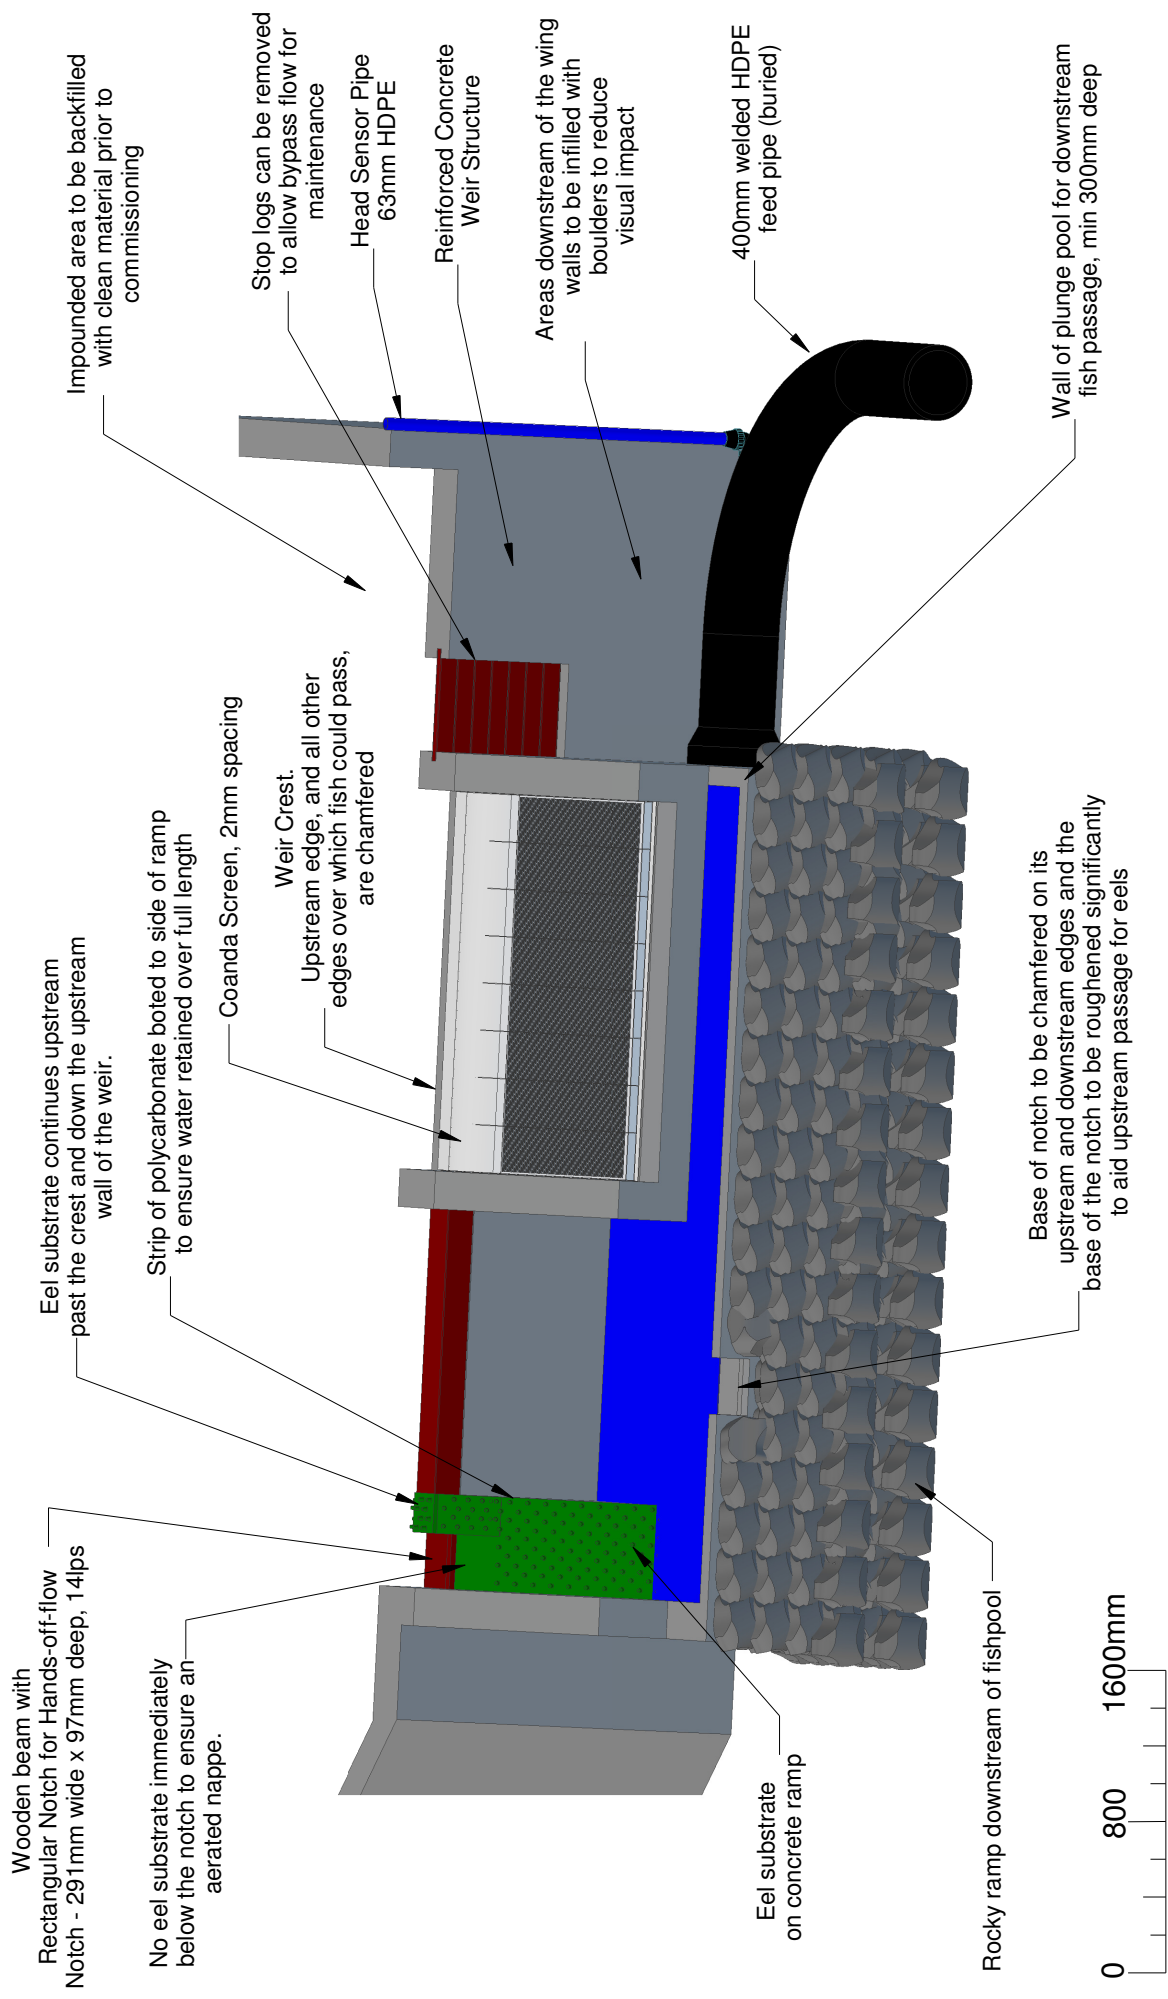 Wooden beam with
Rectangular Notch for Hands-off-flow
Notch - 291mm wide x 97mm deep, 14lps
No eel substrate immediately
below the notch to ensure an
aerated nappe.
Eel substrate continues upstream
past the crest and down the upstream
wall of the weir.
Strip of polycarbonate boted to side of ramp
to ensure water retained over full length
Coanda Screen, 2mm spacing
Weir Crest.
Upstream edge, and all other
edges over which fish could pass,
are chamfered
Impounded area to be backfilled
with clean material prior to
commissioning
Stop logs can be removed
to allow bypass flow for
maintenance
Head Sensor Pipe
63mm HDPE
Reinforced Concrete
Weir Structure
Areas downstream of the wing
walls to be infilled with
boulders to reduce
visual impact
400mm welded HDPE
feed pipe (buried)
Wall of plunge pool for downstream
fish passage, min 300mm deep
Base of notch to be chamfered on its
upstream and downstream edges and the
base of the notch to be roughened significantly
to aid upstream passage for eels
Eel substrate
on concrete ramp
Rocky ramp downstream of fishpool
0
800
1600mm